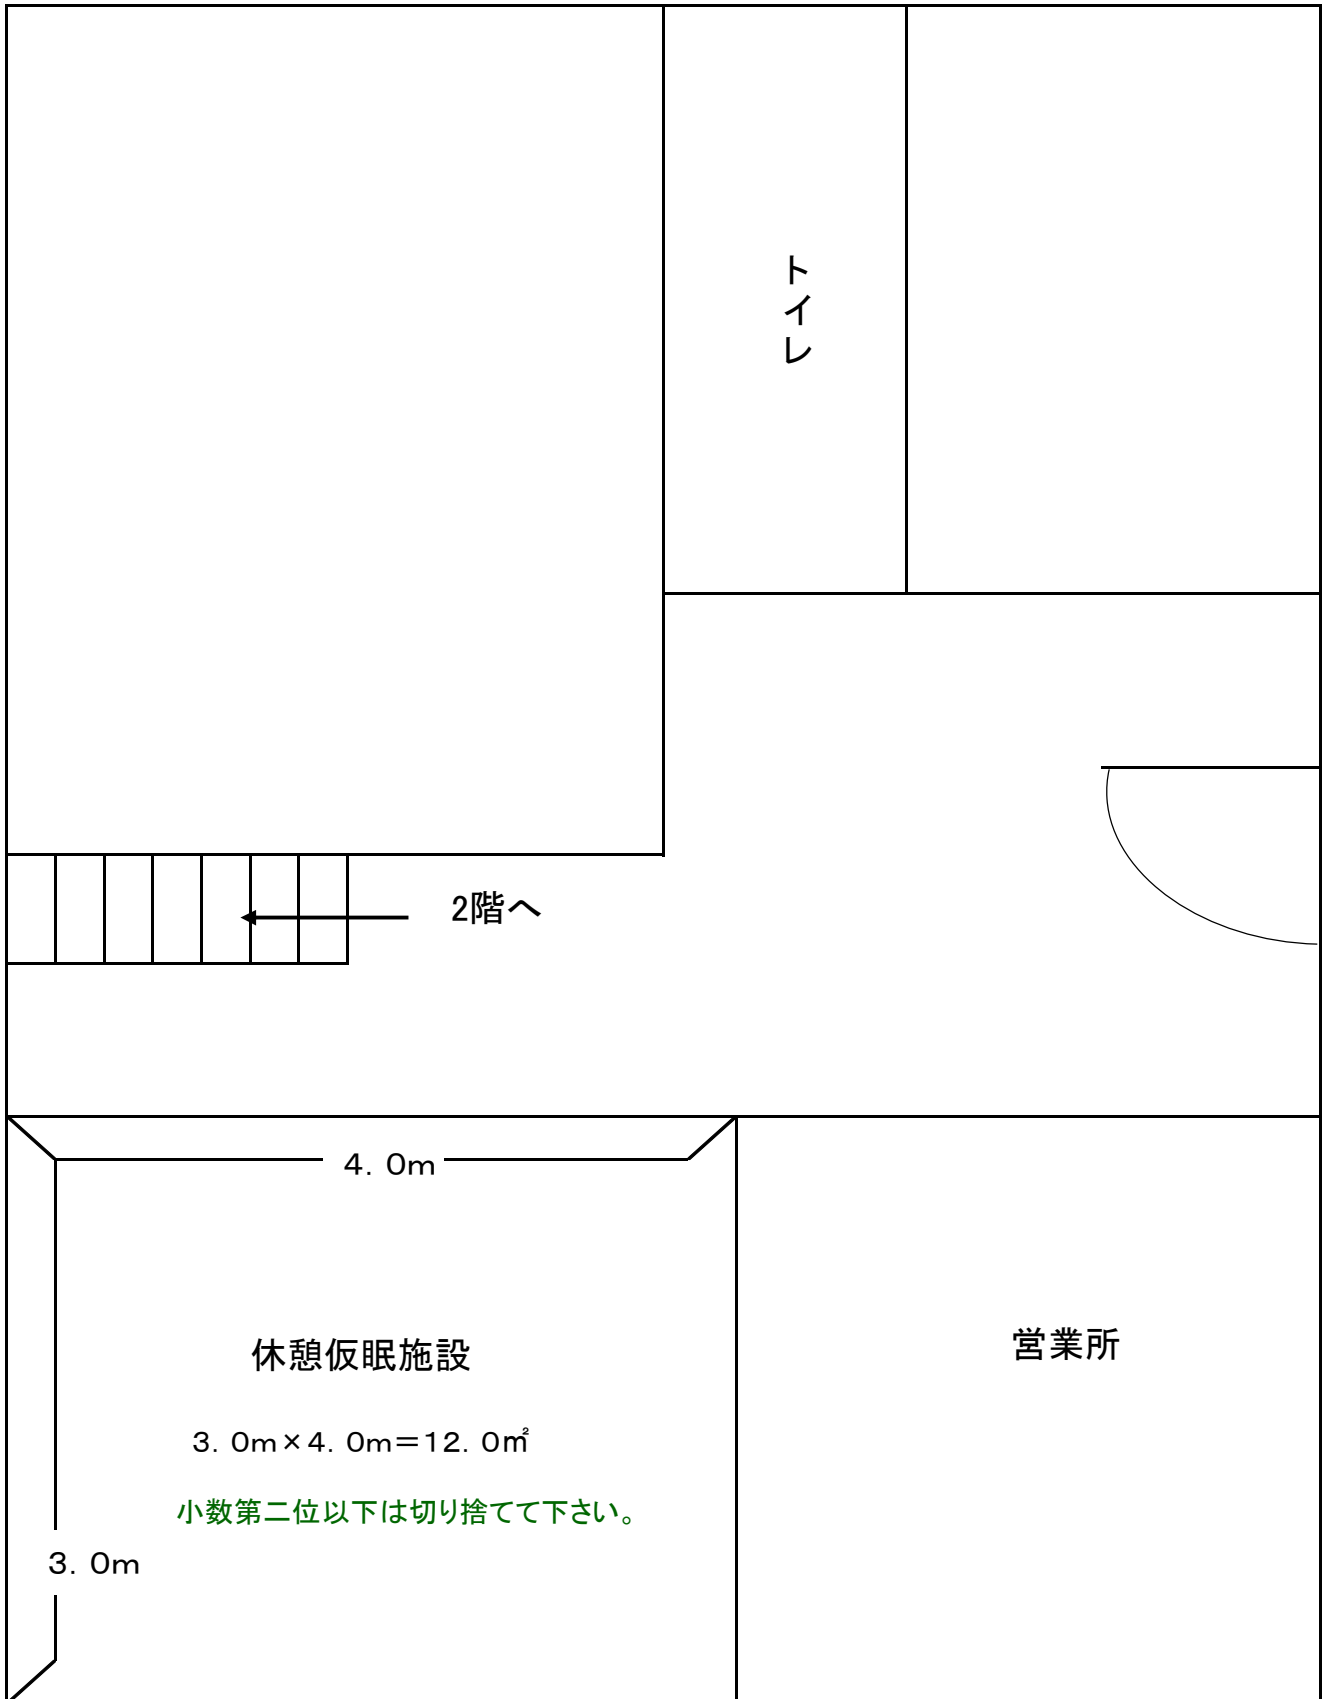 トイレ
2階へ
4．0m
休憩仮眠施設
営業所
3．0m×4．0m＝12．0㎡
小数第二位以下は切り捨てて下さい。
3．0m